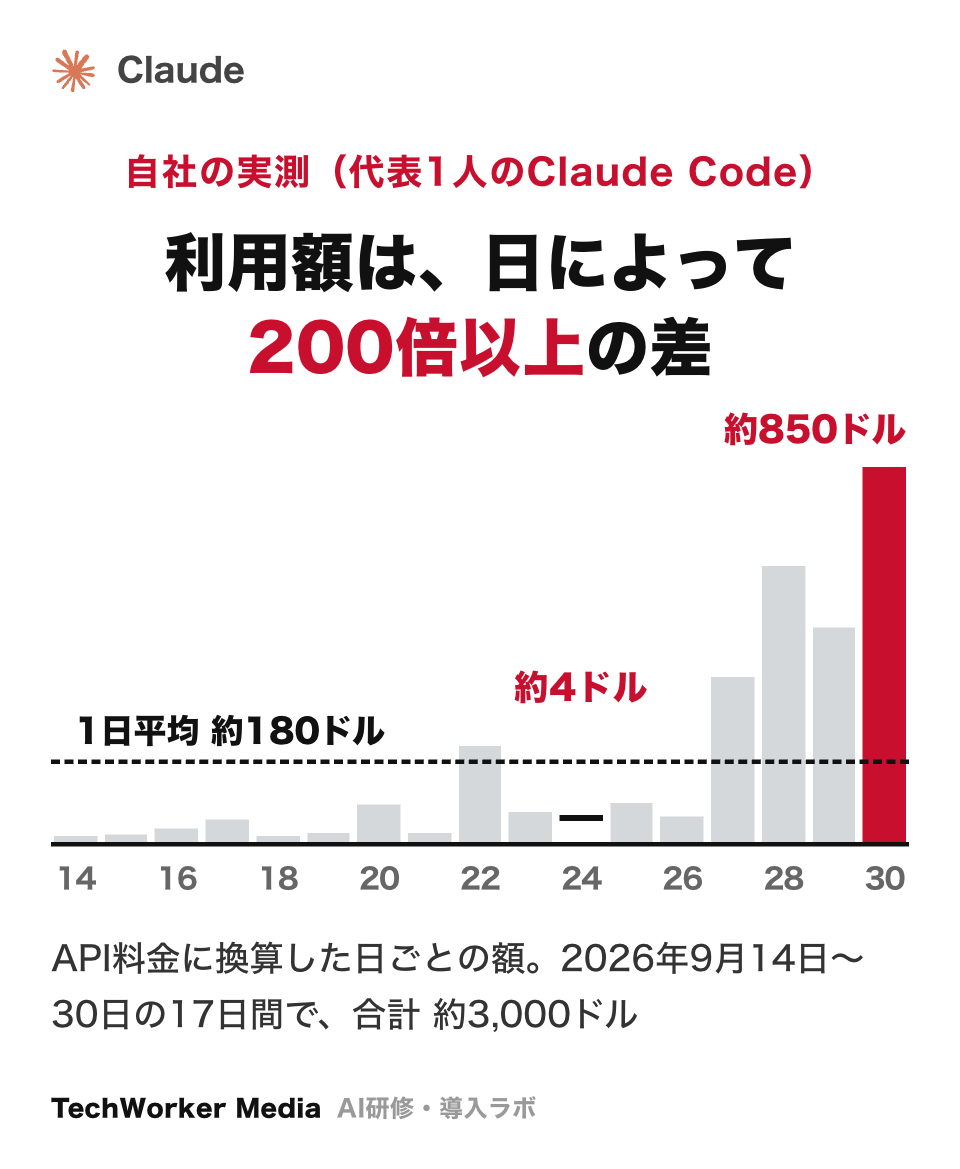 Claude
自社の実測（代表1人のClaude Code）
利用額は、日によって
200倍以上の差
約850ドル
約4ドル
1日平均 約180ドル
14 16 18 20 22 24 26 28 30
API料金に換算した日ごとの額。2026年9月14日〜
30日の17日間で、合計 約3,000ドル
TechWorker Media AI研修・導入ラボ